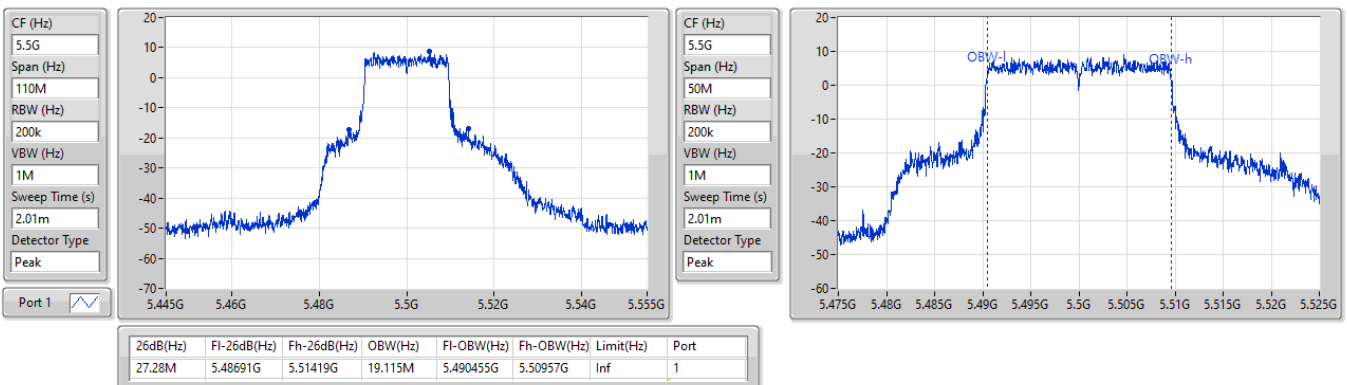 CF (Hz)
5.5G
Span (Hz)
110M
RBW (Hz)
200k
VBW (Hz)
1M
Sweep Time (s)
2.01m
Detector Type
Peak
Port 1
20-
10-
0-
-10-
-20-
-30-
-40-
-50-
-60-
-70-
5.445G 5.46G 5.48G 5.5G 5.52G 5.54G 5.555G
CF (Hz)
5.5G
Span (Hz)
50M
RBW (Hz)
200k
VBW (Hz)
1M
Sweep Time (s)
2.01m
Detector Type
Peak
20-
10-
0-
-10-
-20-
-30-
-40-
-50-
-60-
OBW-l OBW-h
5.475G 5.48G 5.485G 5.49G 5.495G 5.5G 5.505G 5.51G 5.515G 5.52G 5.525G
26dB(Hz) Fl-26dB(Hz) Fh-26dB(Hz) OBW(Hz) Fl-OBW(Hz) Fh-OBW(Hz) Limit(Hz) Port
27.28M 5.48691G 5.51419G 19.115M 5.490455G 5.50957G Inf 1